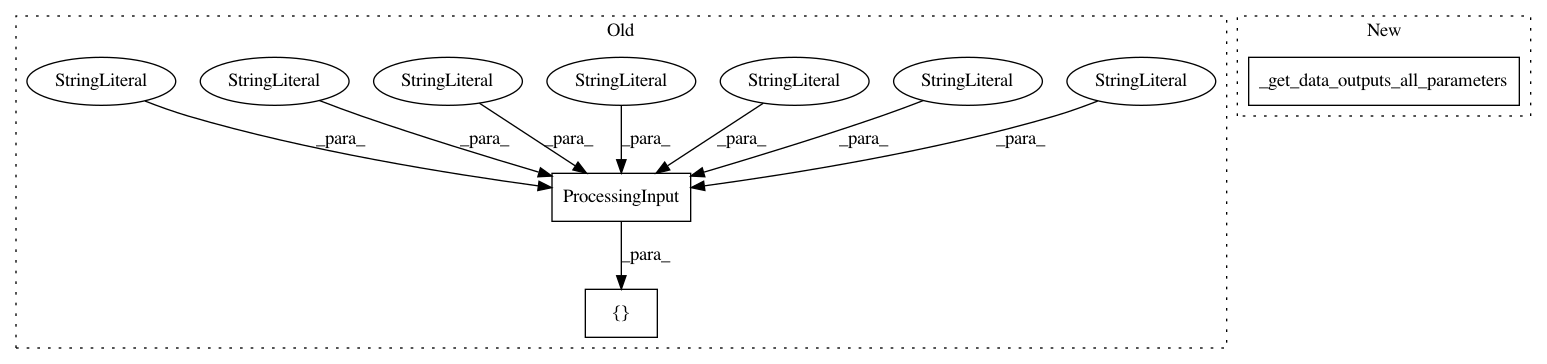 Old
New
StringLiteral
StringLiteral
StringLiteral
StringLiteral
StringLiteral
StringLiteral
StringLiteral
_get_data_outputs_all_parameters
_para_
_para_
_para_
_para_
_para_
_para_
_para_
ProcessingInput
_para_
{}